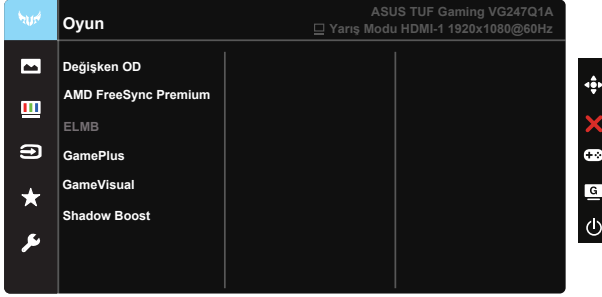 Oyun
ASUS TUF Gaming VG247Q1A
Yarış Modu HDMI-1 1920x1080@60Hz
Değişken OD
AMD FreeSync Premium
ELMB
GamePlus
GameVisual
Shadow Boost
G